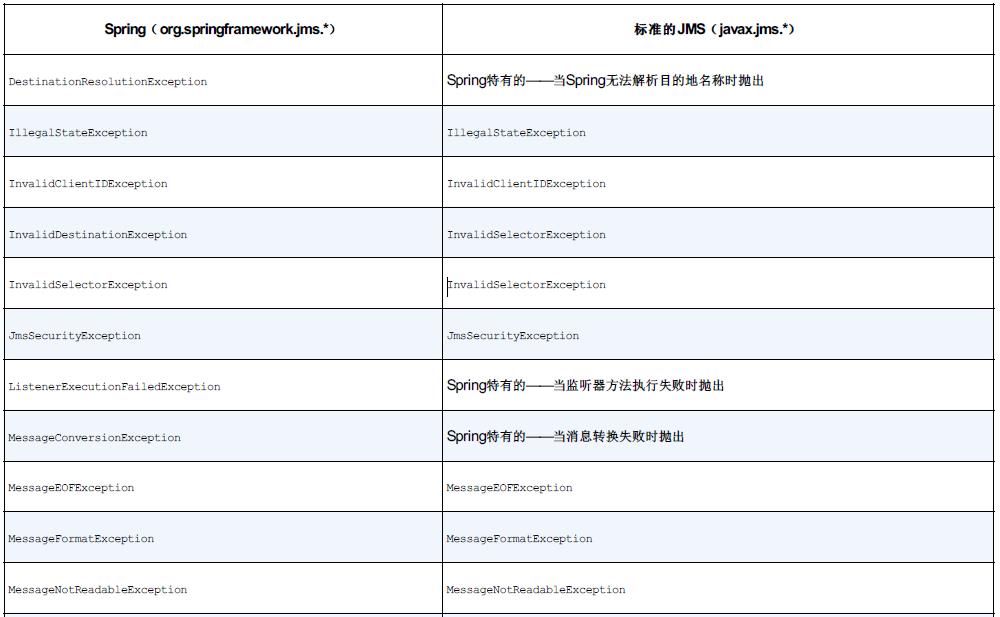 Spring（org.springframework.jms.*） 标准的JMS（javax.jms.*）
DestinationResolutionException Spring特有的——当Spring无法解析目的地名称时抛出
IllegalStateException IllegalStateException
InvalidClientIDException InvalidClientIDException
InvalidDestinationException InvalidSelectorException
InvalidSelectorException InvalidSelectorException
JmsSecurityException JmsSecurityException
ListenerExecutionFailedException Spring特有的——当监听器方法执行失败时抛出
MessageConversionException Spring特有的——当消息转换失败时抛出
MessageEOFException MessageEOFException
MessageFormatException MessageFormatException
MessageNotReadableException MessageNotReadableException